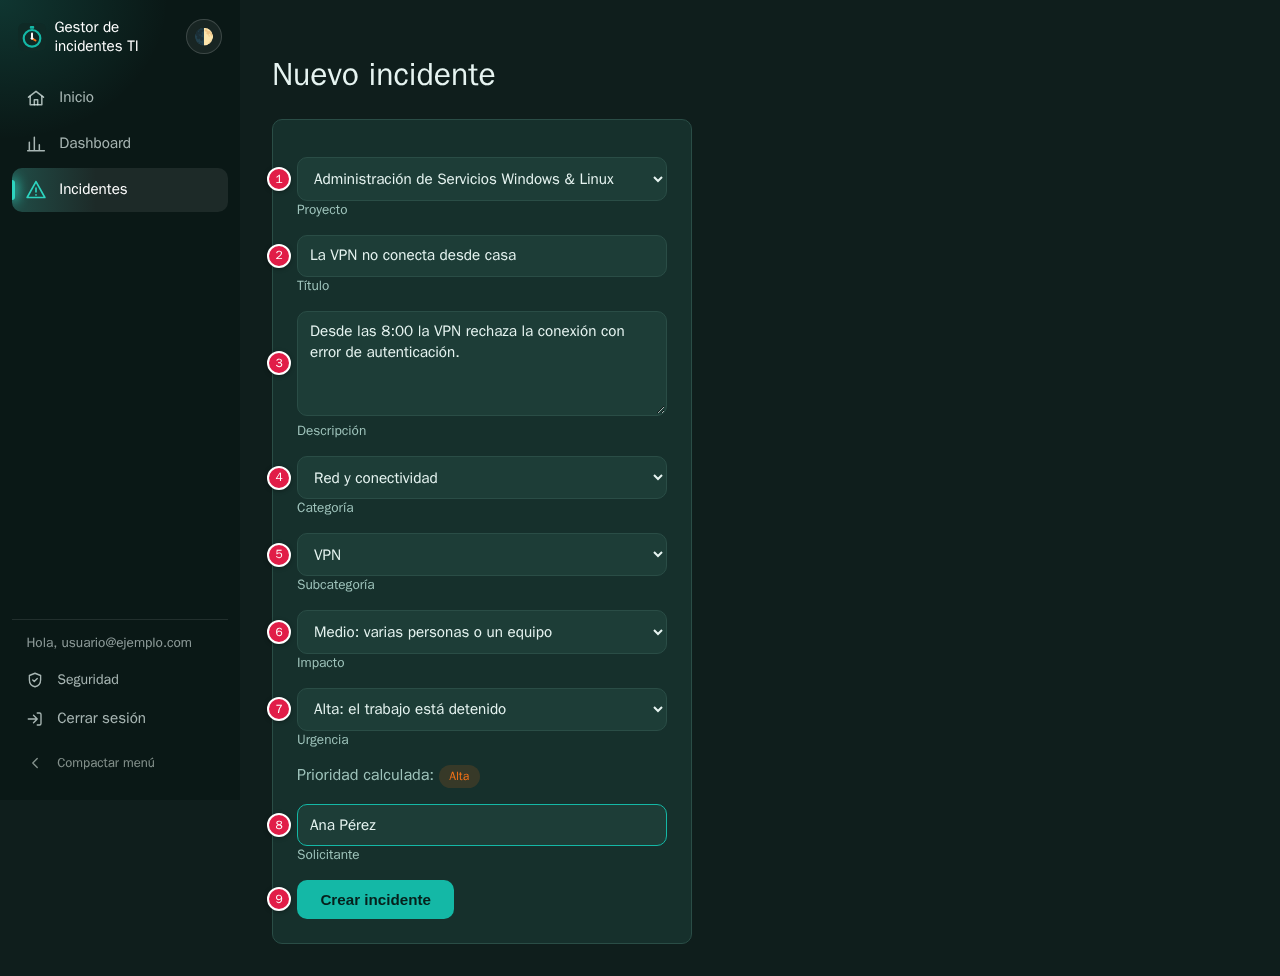 Gestor de
incidentes TI
Inicio
Dashboard
Incidentes
Hola, usuario@ejemplo.com
Seguridad
Cerrar sesión
Compactar menú
Nuevo incidente
1 Administración de Servicios Windows & Linux
Proyecto
2 La VPN no conecta desde casa
Título
3 Desde las 8:00 la VPN rechaza la conexión con
error de autenticación.
Descripción
4 Red y conectividad
Categoría
5 VPN
Subcategoría
6 Medio: varias personas o un equipo
Impacto
7 Alta: el trabajo está detenido
Urgencia
Prioridad calculada: Alta
8 Ana Pérez
Solicitante
9 Crear incidente